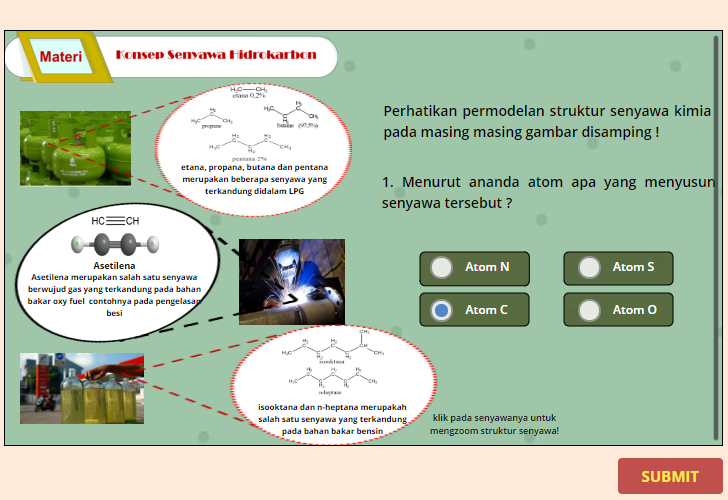 Materi
Konsep Senyawa Hidrokarbon
H₃C—CH₃
etana 0,2%
propane
butane (97,5%)
pentana 2%
etana, propana, butana dan pentana
merupakan beberapa senyawa yang
terkandung didalam LPG
Perhatikan permodelan struktur senyawa kimia
pada masing masing gambar disamping !
1. Menurut ananda atom apa yang menyusun
senyawa tersebut ?
HC≡CH
Asetilena
Asetilena merupakan salah satu senyawa
berwujud gas yang terkandung pada bahan
bakar oxy fuel contohnya pada pengelasan
besi
Atom N
Atom S
Atom C
Atom O
isooktana
n-heptana
isooktana dan n-heptana merupakah
salah satu senyawa yang terkandung
pada bahan bakar bensin
klik pada senyawanya untuk
mengzoom struktur senyawa!
SUBMIT